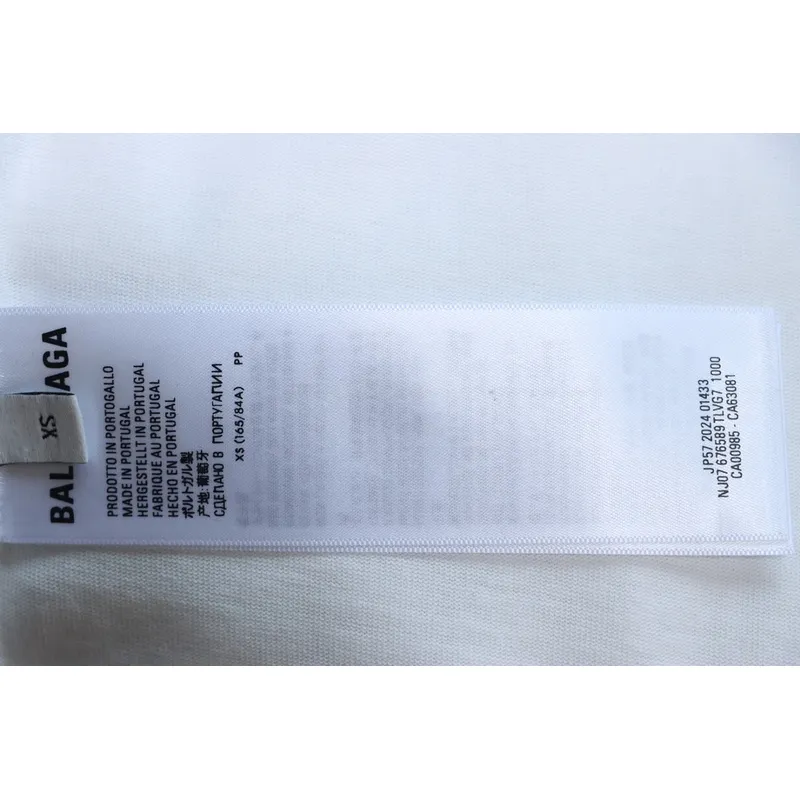 BAL AGA
XS
PRODOTTO IN PORTOGALLO
MADE IN PORTUGAL
HERGESTELLT IN PORTUGAL
FABRIQUE AU PORTUGAL
HECHO EN PORTUGAL
ポルトガル製
产地:葡萄牙
СДЕЛАНО В ПОРТУГАЛИИ
XS (165/84A) PP
JP57 2024 01433
NJ07 676589 TLVG7 1000
CA00985 - CA63081